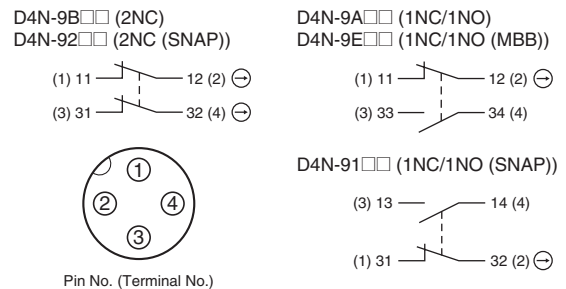 D4N-9B□□ (2NC)
D4N-92□□ (2NC (SNAP))
(1) 11 12 (2)
(3) 31 32 (4)
1
2 4
3
Pin No. (Terminal No.)
D4N-9A□□ (1NC/1NO)
D4N-9E□□ (1NC/1NO (MBB))
(1) 11 12 (2)
(3) 33 34 (4)
D4N-91□□ (1NC/1NO (SNAP))
(3) 13 14 (4)
(1) 31 32 (2)